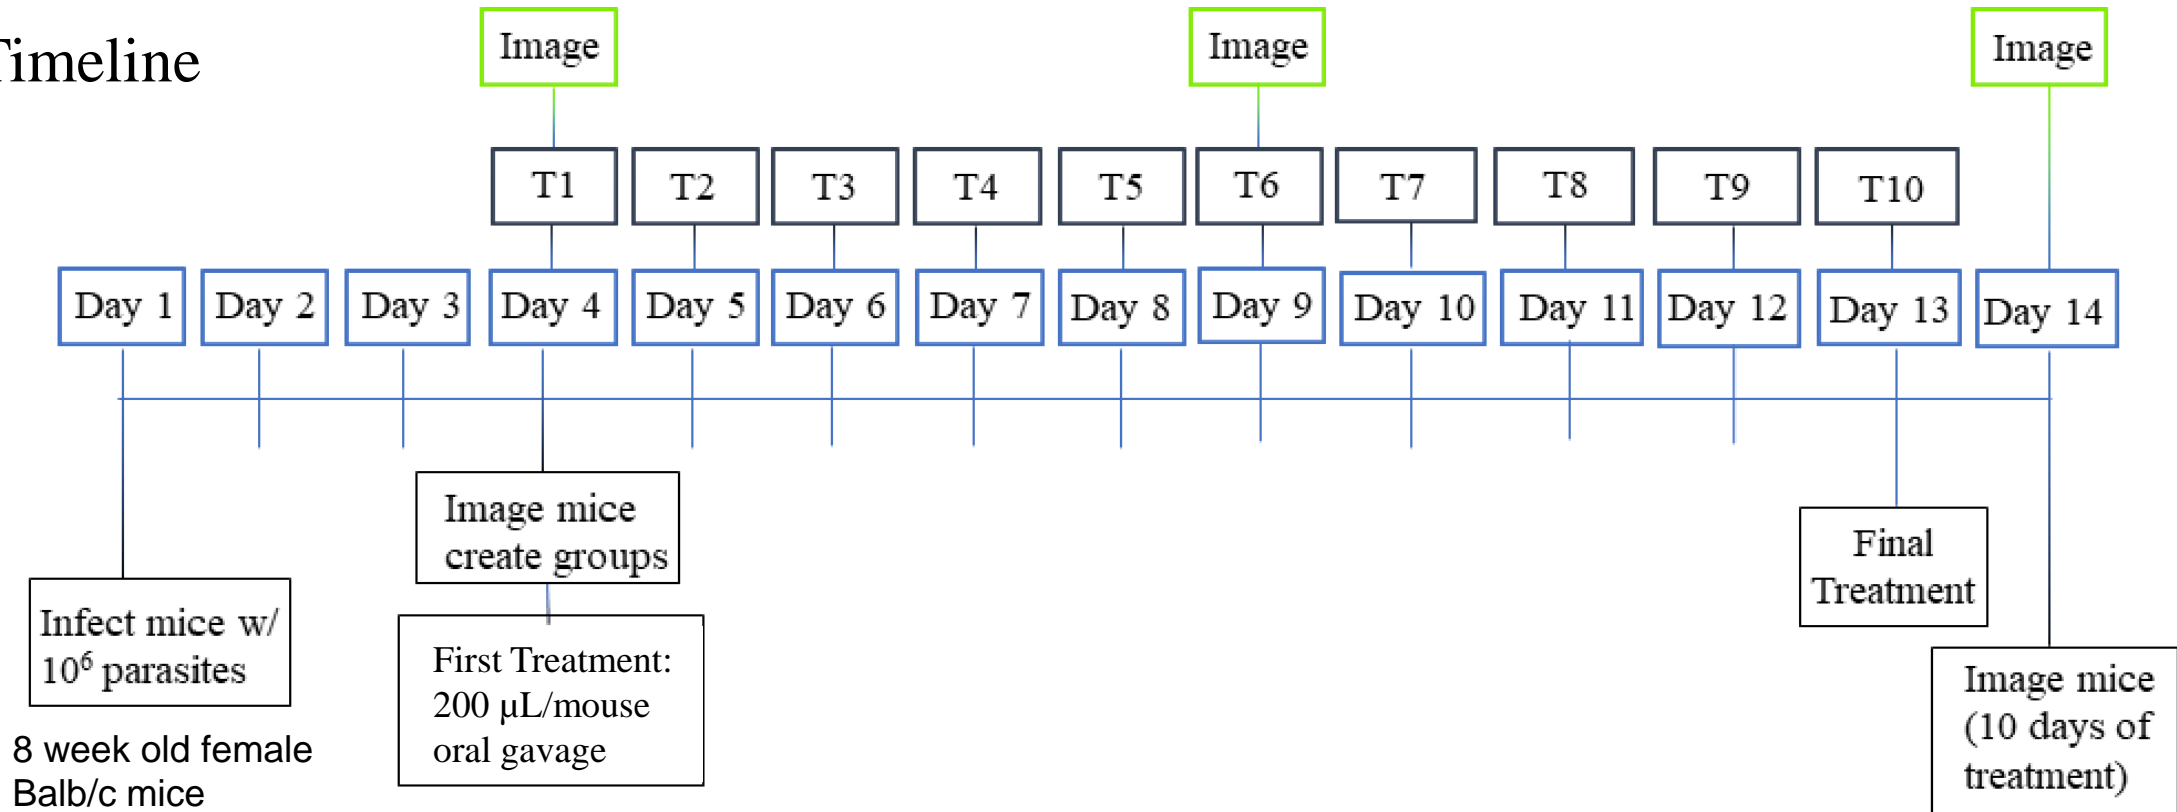 Timeline
Image
Image
Image
T1
T2
T3
T4
T5
T6
T7
T8
T9
T10
Day 1
Day 2
Day 3
Day 4
Day 5
Day 6
Day 7
Day 8
Day 9
Day 10
Day 11
Day 12
Day 13
Day 14
Infect mice w/
10⁶ parasites
8 week old female
Balb/c mice
Image mice
create groups
First Treatment:
200 µL/mouse
oral gavage
Final
Treatment
Image mice
(10 days of
treatment)